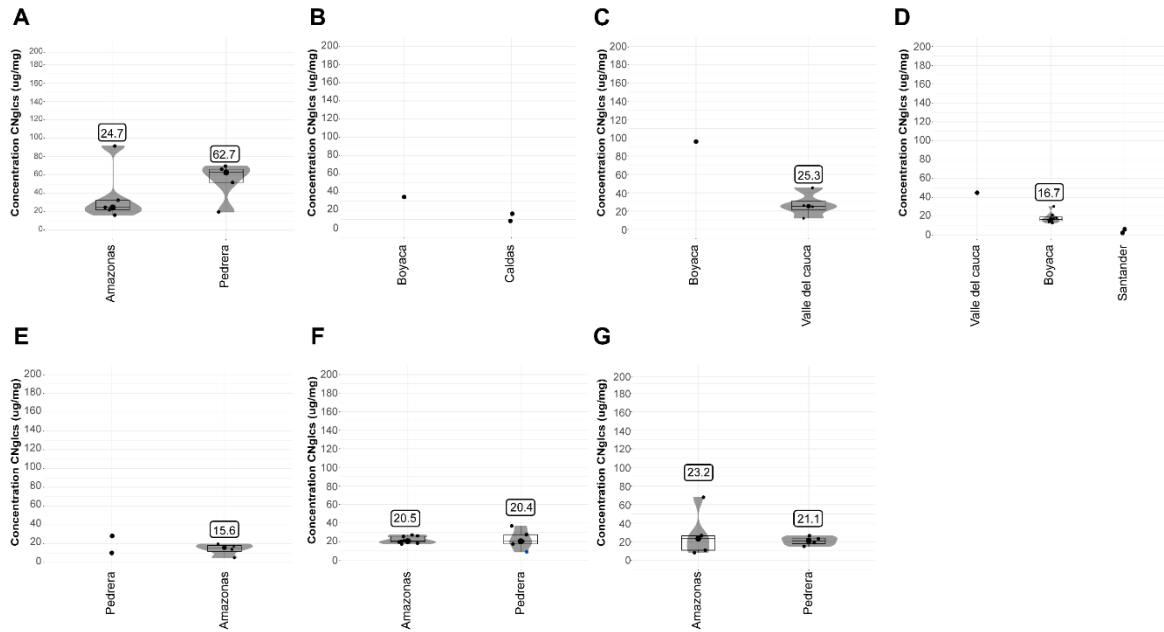 A
Concentration CNglcs (ug/mg)
200
180
160
140
120
100
80
60
40
20
0
24.7
62.7
Amazonas
Pedrera
B
Concentration CNglcs (ug/mg)
200
180
160
140
120
100
80
60
40
20
0
Boyaca
Caldas
C
Concentration CNglcs (ug/mg)
200
180
160
140
120
100
80
60
40
20
0
25.3
Boyaca
Valle del cauca
D
Concentration CNglcs (ug/mg)
200
180
160
140
120
100
80
60
40
20
0
16.7
Valle del cauca
Boyaca
Santander
E
Concentration CNglcs (ug/mg)
200
180
160
140
120
100
80
60
40
20
0
15.6
Pedrera
Amazonas
F
Concentration CNglcs (ug/mg)
200
180
160
140
120
100
80
60
40
20
0
20.5
20.4
Amazonas
Pedrera
G
Concentration CNglcs (ug/mg)
200
180
160
140
120
100
80
60
40
20
0
23.2
21.1
Amazonas
Pedrera